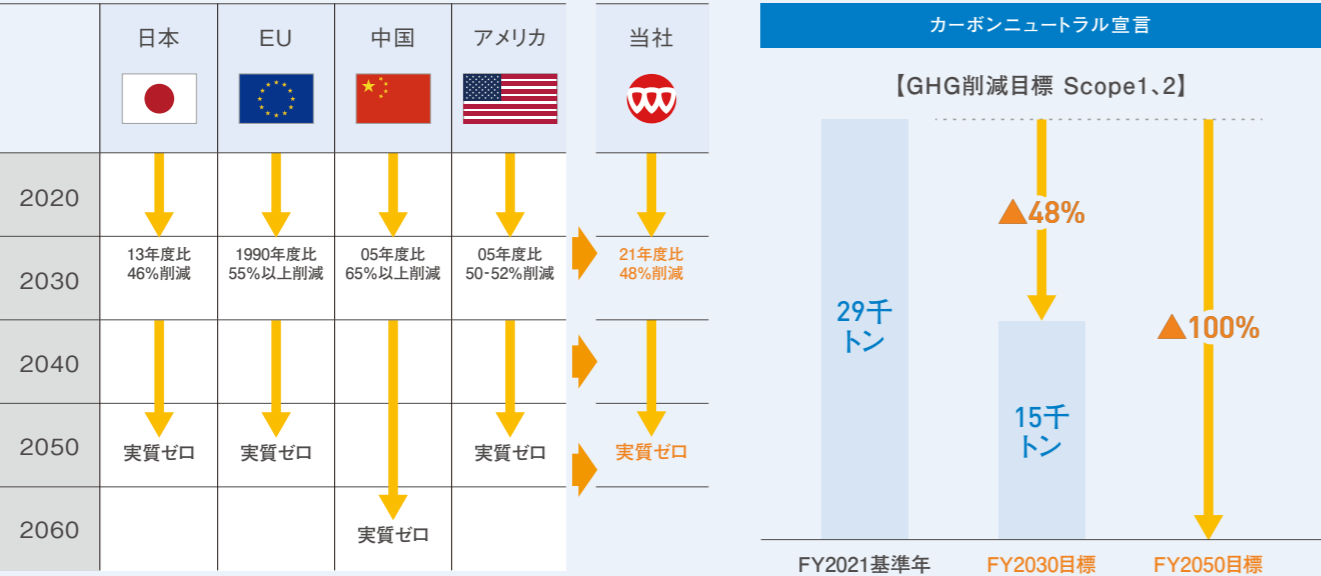 日本
EU
中国
アメリカ
当社
2020
2030
13年度比
46%削減
1990年度比
55%以上削減
05年度比
65%以上削減
05年度比
50-52%削減
21年度比
48%削減
2040
2050
実質ゼロ
実質ゼロ
実質ゼロ
実質ゼロ
2060
実質ゼロ
カーボンニュートラル宣言
【GHG削減目標 Scope1、2】
▲48%
29千
トン
▲100%
15千
トン
FY2021基準年
FY2030目標
FY2050目標